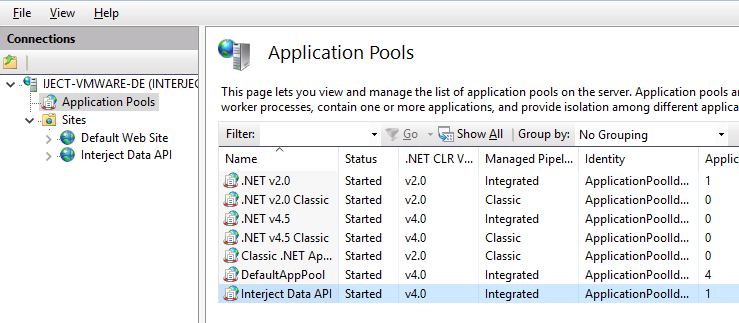 File View Help
Connections
IJECT-VMWARE-DE (INTERJEC
Application Pools
Sites
Default Web Site
Interject Data API
Application Pools
This page lets you view and manage the list of application pools on the server. Application pools a
worker processes, contain one or more applications, and provide isolation among different applica
Filter: Go Show All Group by: No Grouping
Name Status .NET CLR V... Managed Pipel... Identity Applic
.NET v2.0 Started v2.0 Integrated ApplicationPoolId... 1
.NET v2.0 Classic Started v2.0 Classic ApplicationPoolId... 0
.NET v4.5 Started v4.0 Integrated ApplicationPoolId... 0
.NET v4.5 Classic Started v4.0 Classic ApplicationPoolId... 0
Classic .NET Ap... Started v2.0 Classic ApplicationPoolId... 0
DefaultAppPool Started v4.0 Integrated ApplicationPoolId... 4
Interject Data API Started v4.0 Integrated ApplicationPoolId... 1